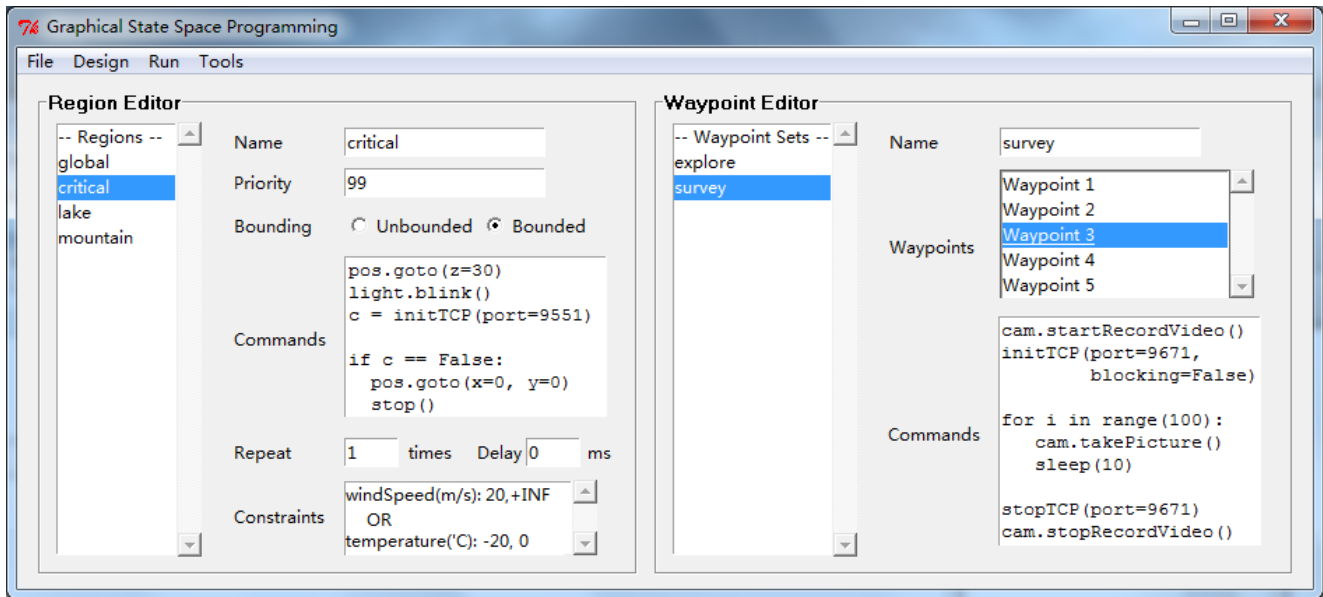 Graphical State Space Programming
File Design Run Tools
Region Editor
-- Regions --
global
critical
lake
mountain
Name critical
Priority 99
Bounding Unbounded Bounded
Commands
pos.goto(z=30)
light.blink()
c = initTCP(port=9551)

if c == False:
  pos.goto(x=0, y=0)
  stop()
Repeat 1 times Delay 0 ms
Constraints
windSpeed(m/s): 20,+INF
OR
temperature('C): -20, 0
Waypoint Editor
-- Waypoint Sets --
explore
survey
Name survey
Waypoints
Waypoint 1
Waypoint 2
Waypoint 3
Waypoint 4
Waypoint 5
Commands
cam.startRecordVideo()
initTCP(port=9671,
        blocking=False)

for i in range(100):
   cam.takePicture()
   sleep(10)

stopTCP(port=9671)
cam.stopRecordVideo()